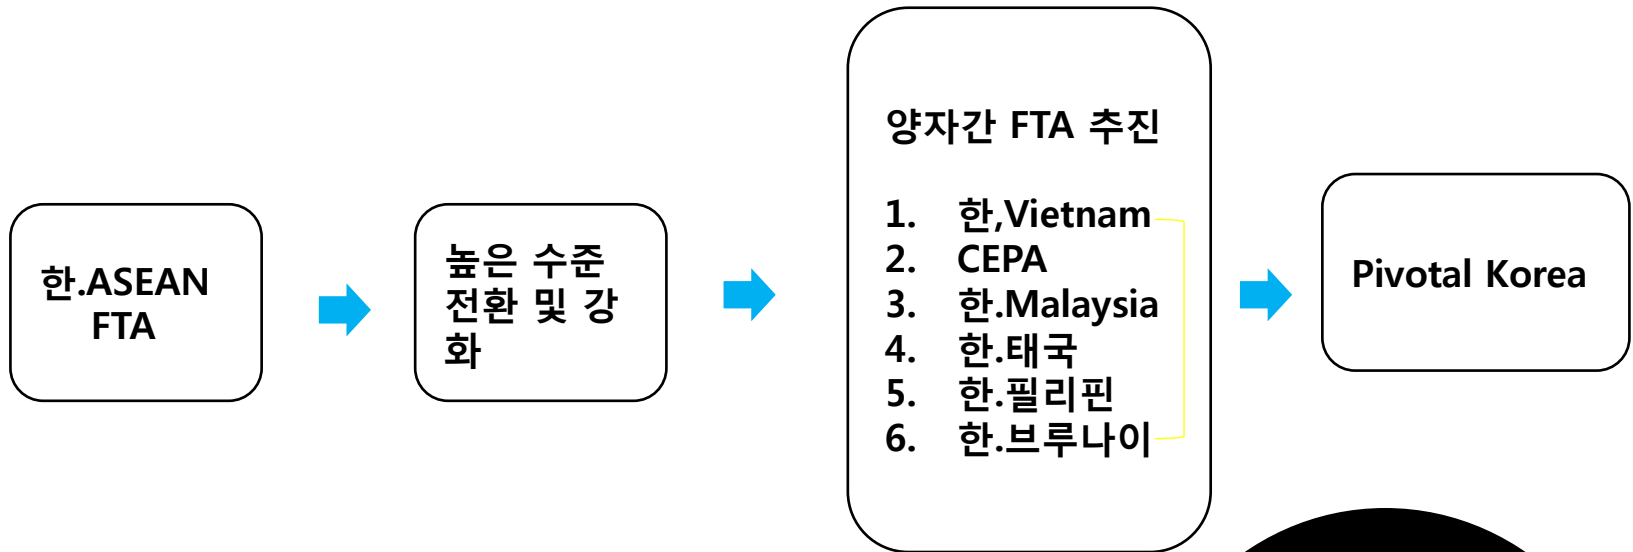 한.ASEAN
FTA
높은 수준
전환 및 강
화
양자간 FTA 추진
1. 한,Vietnam
2. CEPA
3. 한.Malaysia
4. 한.태국
5. 한.필리핀
6. 한.브루나이
Pivotal Korea